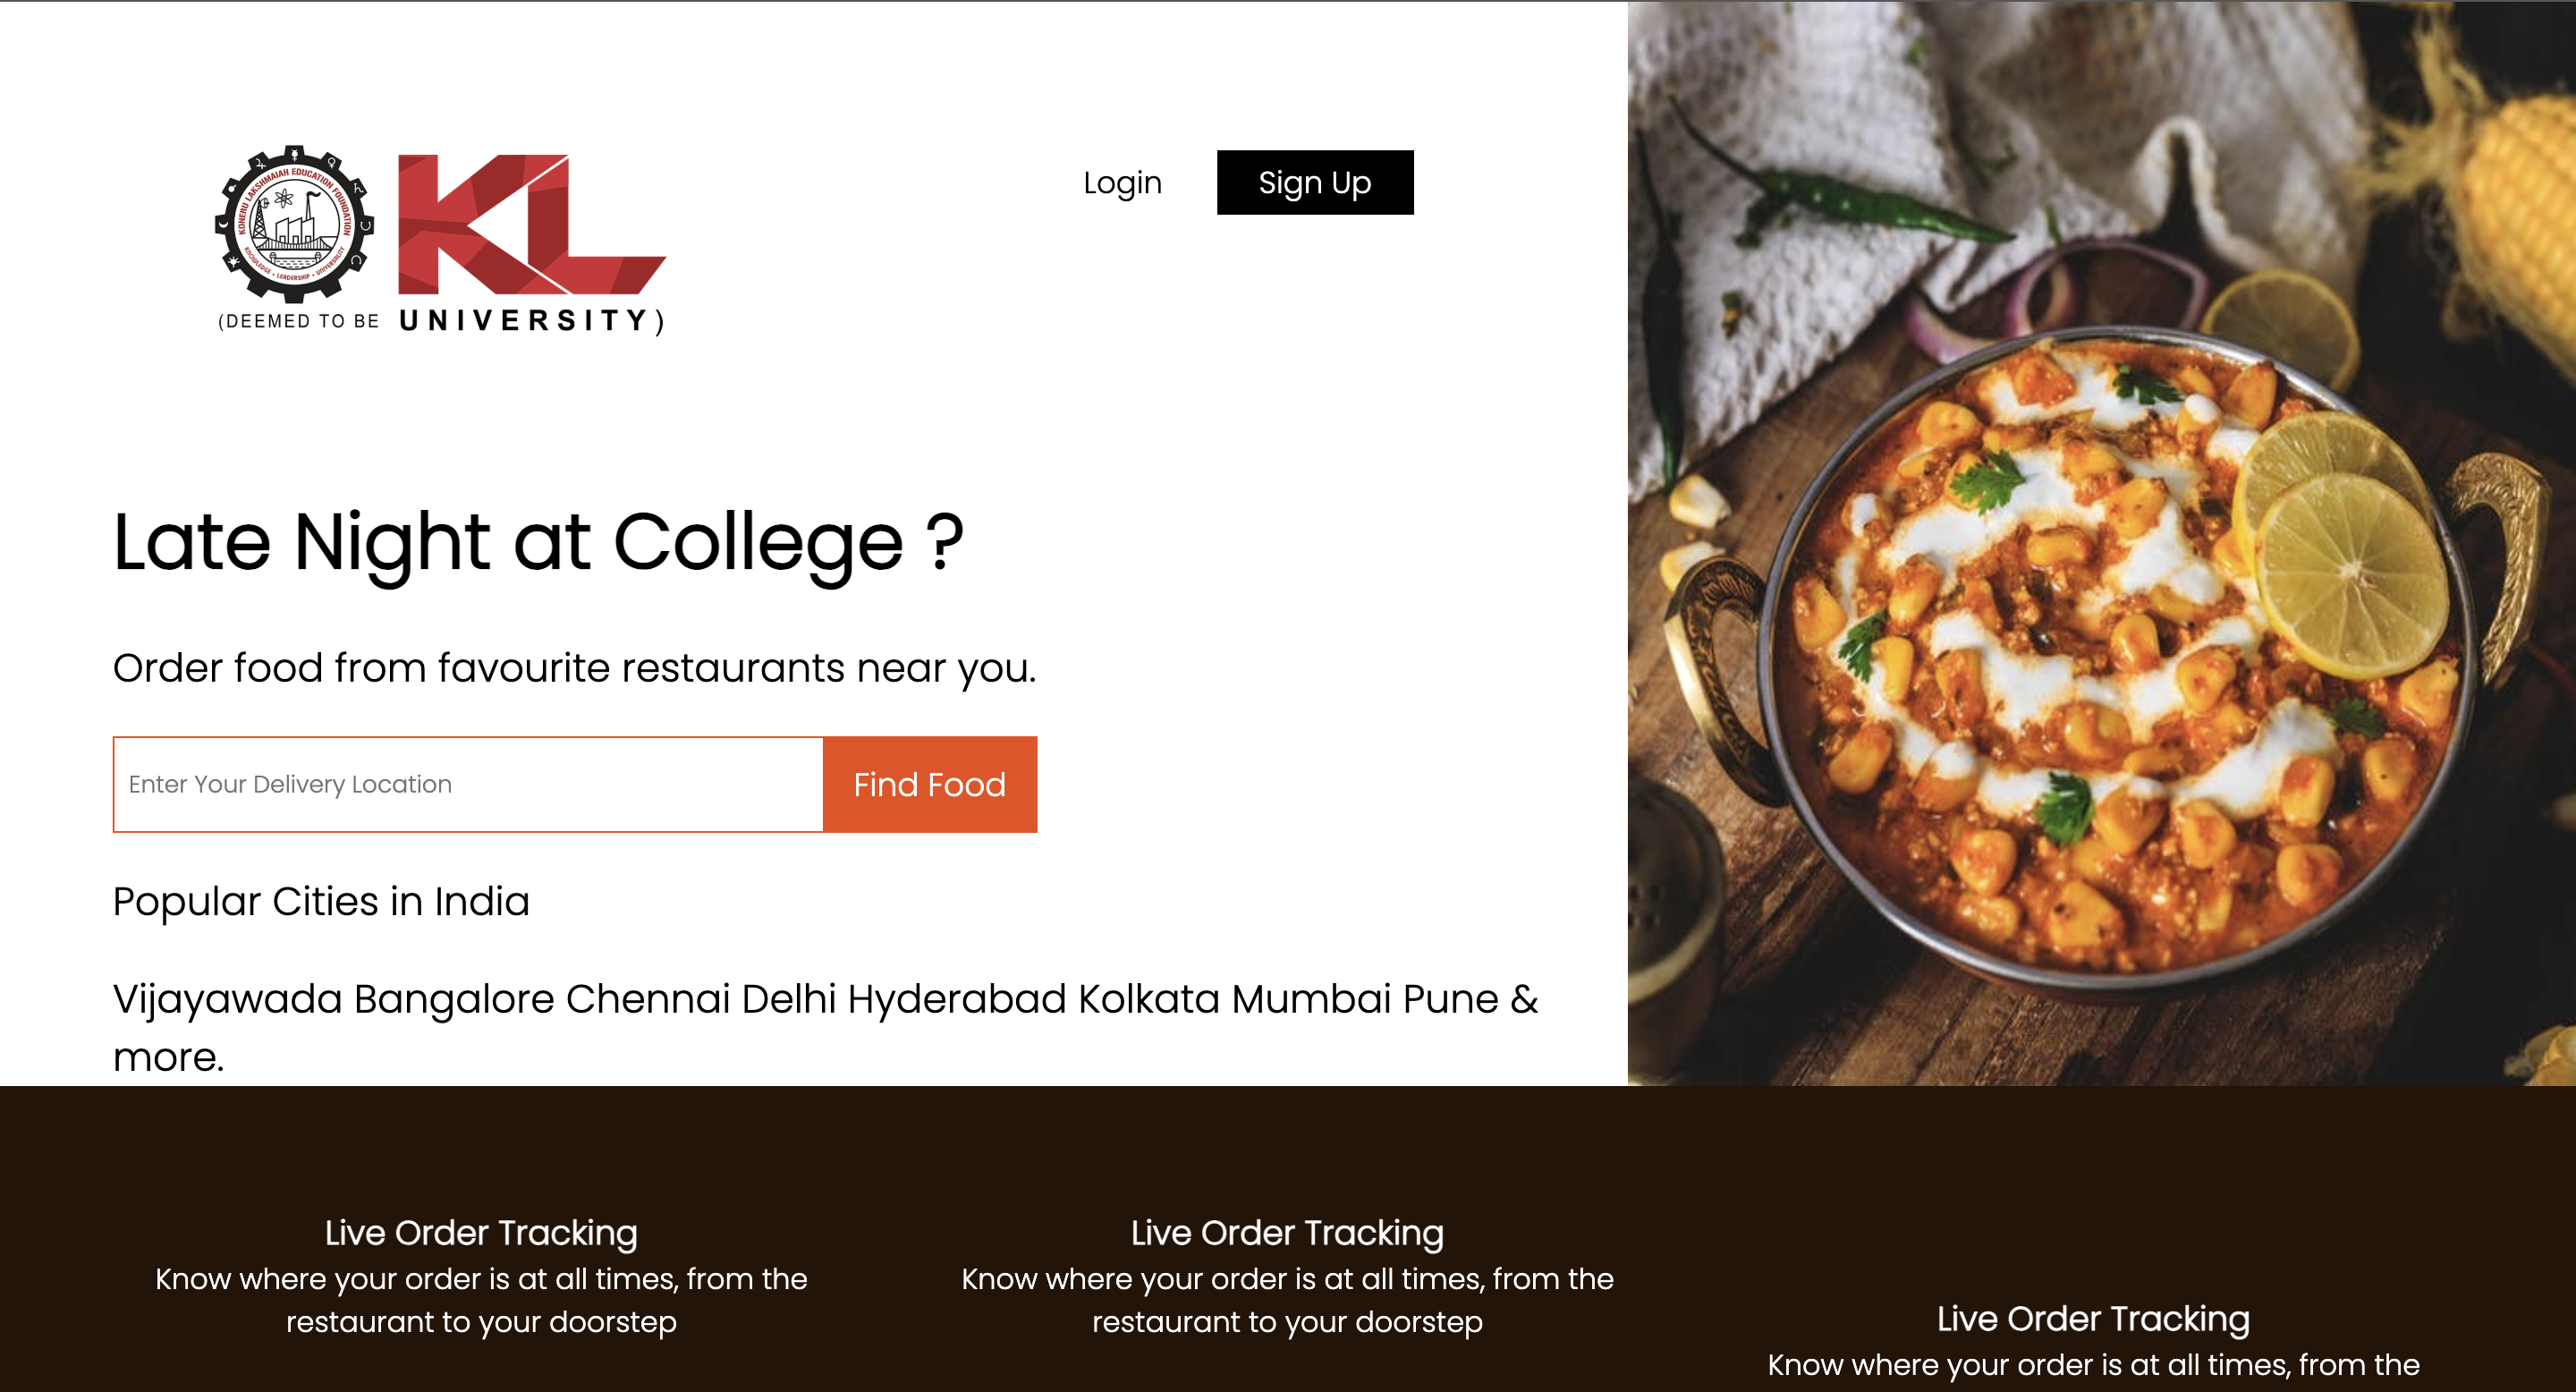 KONERU LAKSHMAIAH EDUCATION FOUNDATION
KNOWLEDGE • LEADERSHIP • UNIVERSALITY
KL
(DEEMED TO BE UNIVERSITY)
Login
Sign Up
Late Night at College ?
Order food from favourite restaurants near you.
Enter Your Delivery Location
Find Food
Popular Cities in India
Vijayawada Bangalore Chennai Delhi Hyderabad Kolkata Mumbai Pune &
more.
Live Order Tracking
Know where your order is at all times, from the
restaurant to your doorstep
Live Order Tracking
Know where your order is at all times, from the
restaurant to your doorstep
Live Order Tracking
Know where your order is at all times, from the